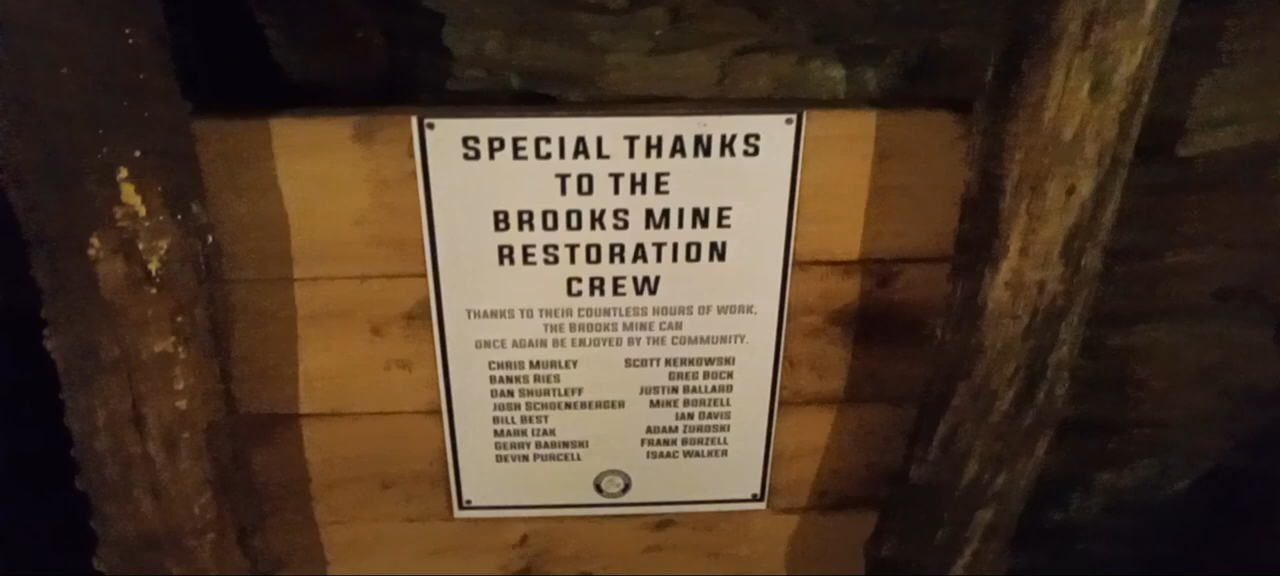 SPECIAL THANKS
TO THE
BROOKS MINE
RESTORATION
CREW
THANKS TO THEIR COUNTLESS HOURS OF WORK,
THE BROOKS MINE CAN
ONCE AGAIN BE ENJOYED BY THE COMMUNITY.
CHRIS MURLEY SCOTT KERKOWSKI
BANKS RIES GREG BOCK
DAN SHURTLEFF JUSTIN BALLARD
JOSH SCHOENEBERGER MIKE BORZELL
BILL BEST IAN DAVIS
MARK IZAK ADAM ZUROSKI
GERRY BABINSKI FRANK BORZELL
DEVIN PURCELL ISAAC WALKER